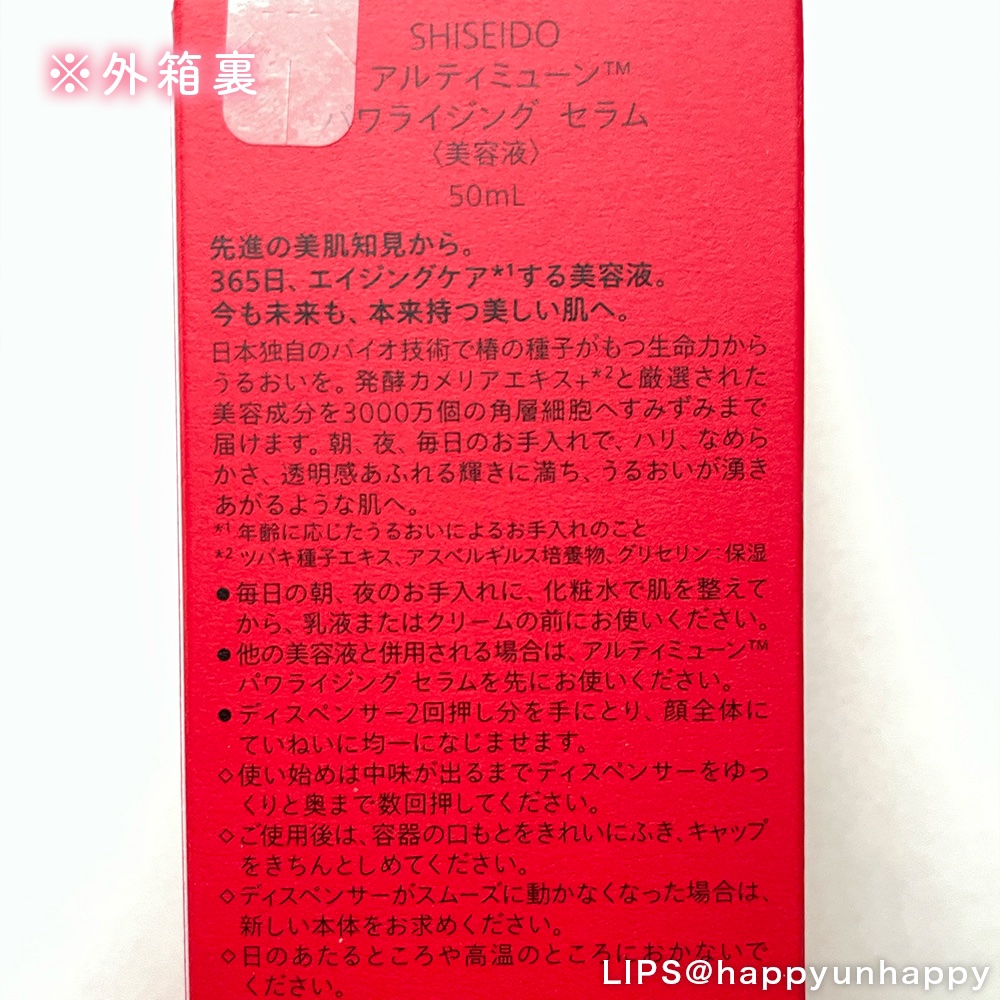 ※外箱裏
SHISEIDO
アルティミューン™
パワライジング セラム
〈美容液〉
50mL
先進の美肌知見から。
365日、エイジングケア*1する美容液。
今も未来も、本来持つ美しい肌へ。
日本独自のバイオ技術で椿の種子がもつ生命力から
うるおいを。発酵カメリアエキス+*2と厳選された
美容成分を3000万個の角層細胞へすみずみまで
届けます。朝、夜、毎日のお手入れで、ハリ、なめら
かさ、透明感あふれる輝きに満ち、うるおいが湧き
あがるような肌へ。
*1 年齢に応じたうるおいによるお手入れのこと
*2 ツバキ種子エキス、アスペルギルス培養物、グリセリン:保湿
●毎日の朝、夜のお手入れに、化粧水で肌を整えて
から、乳液またはクリームの前にお使いください。
●他の美容液と併用される場合は、アルティミューン™
パワライジング セラムを先にお使いください。
●ディスペンサー2回押し分を手にとり、顔全体に
ていねいに均一になじませます。
◇使い始めは中味が出るまでディスペンサーをゆっ
くりと奥まで数回押してください。
◇ご使用後は、容器の口もとをきれいにふき、キャップ
をきちんとしめてください。
◇ディスペンサーがスムーズに動かなくなった場合は、
新しい本体をお求めください。
◇日のあたるところや高温のところにおかないで
ください。
LIPS@happyunhappy